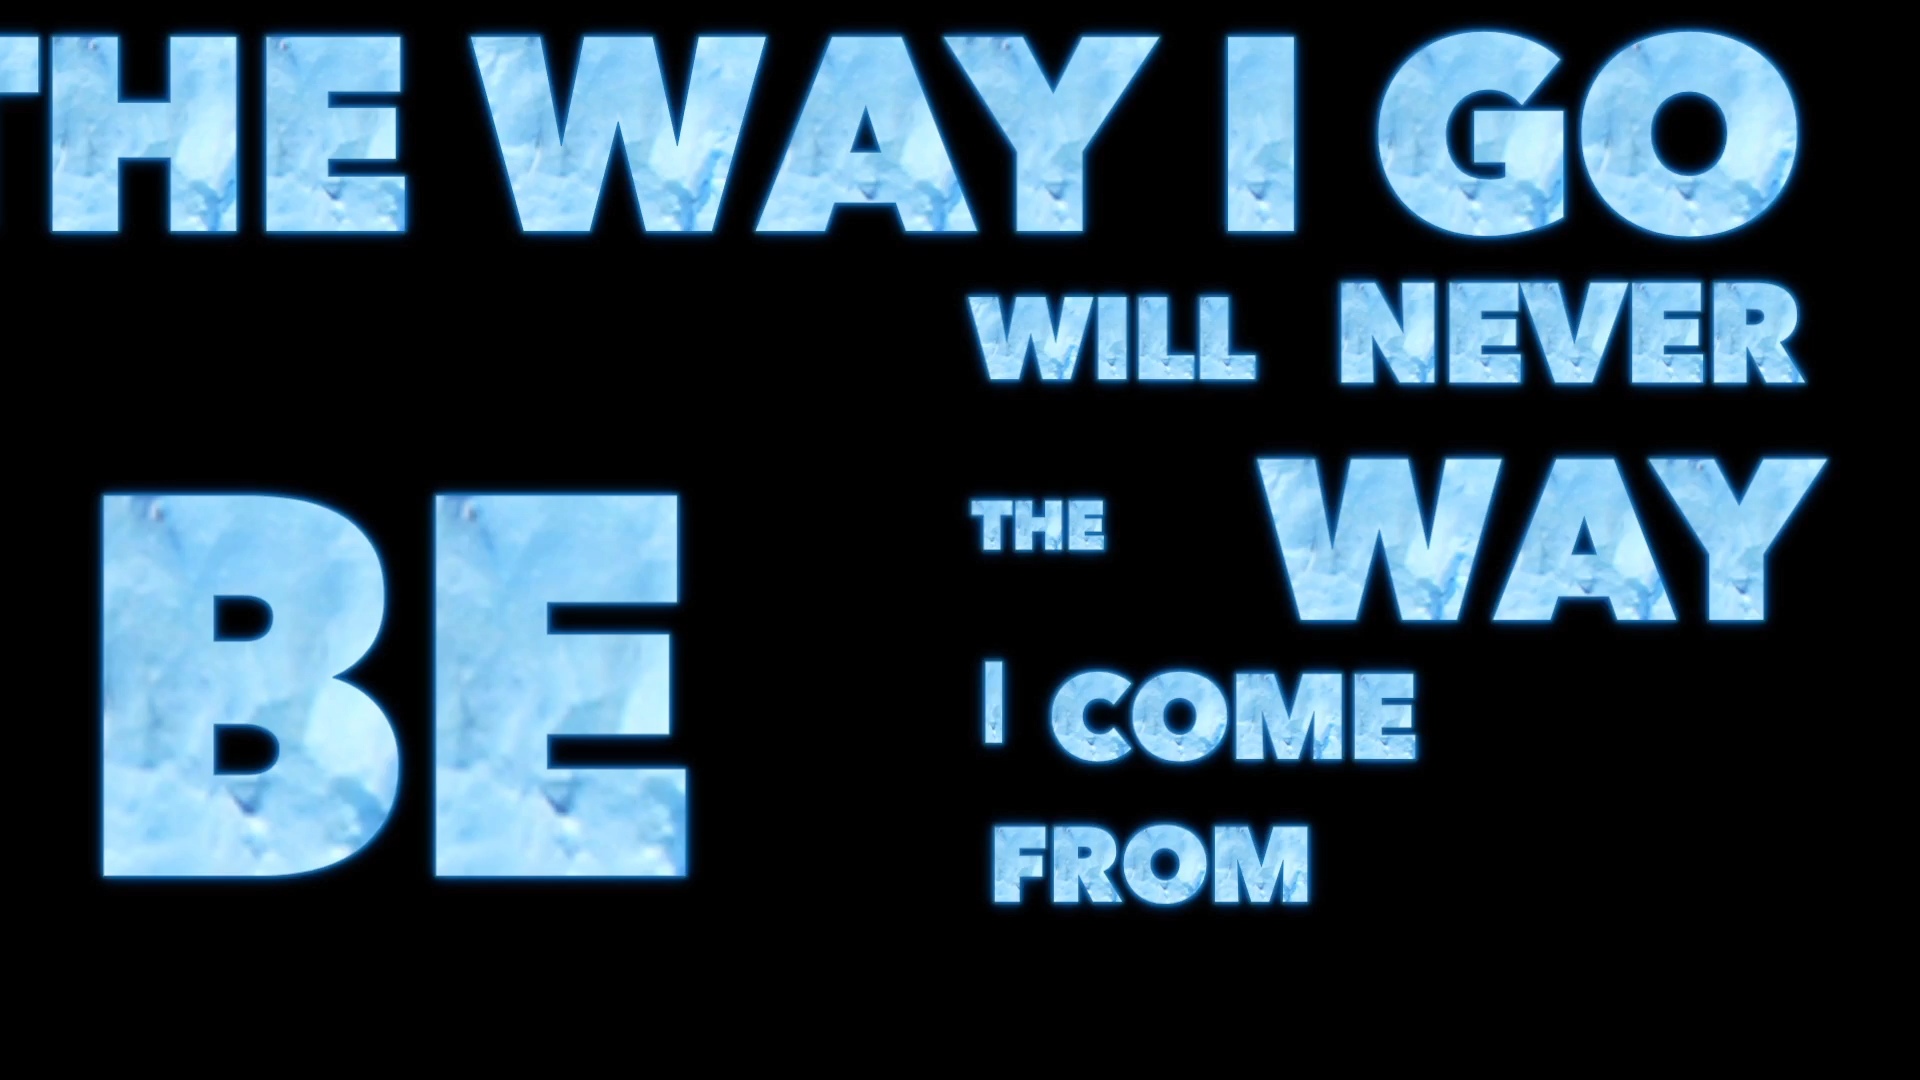 THE WAY I GO
WILL NEVER
BE
THE WAY
I COME
FROM